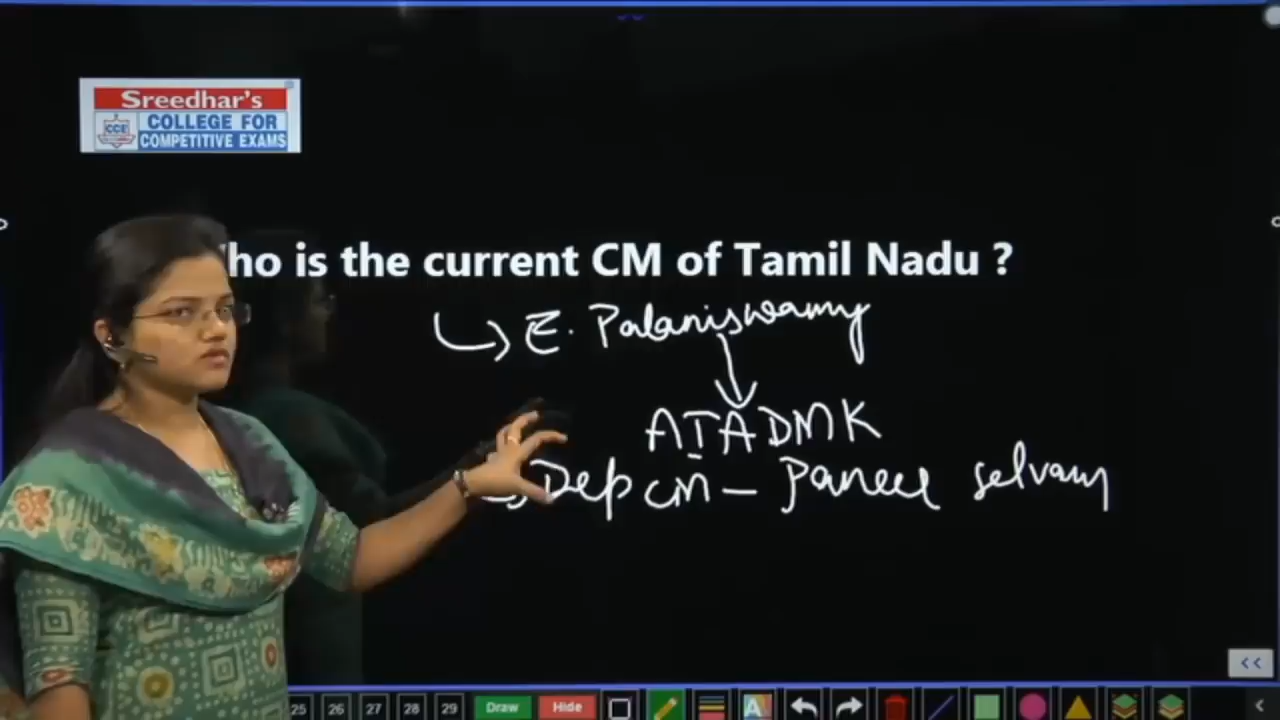 Sreedhar's
CCE
COLLEGE FOR
COMPETITIVE EXAMS
ho is the current CM of Tamil Nadu ?
E. Palaniswamy
AIADMK
Dep CM - Paneer selvam
25 26 27 28 29 Draw Hide A
<<